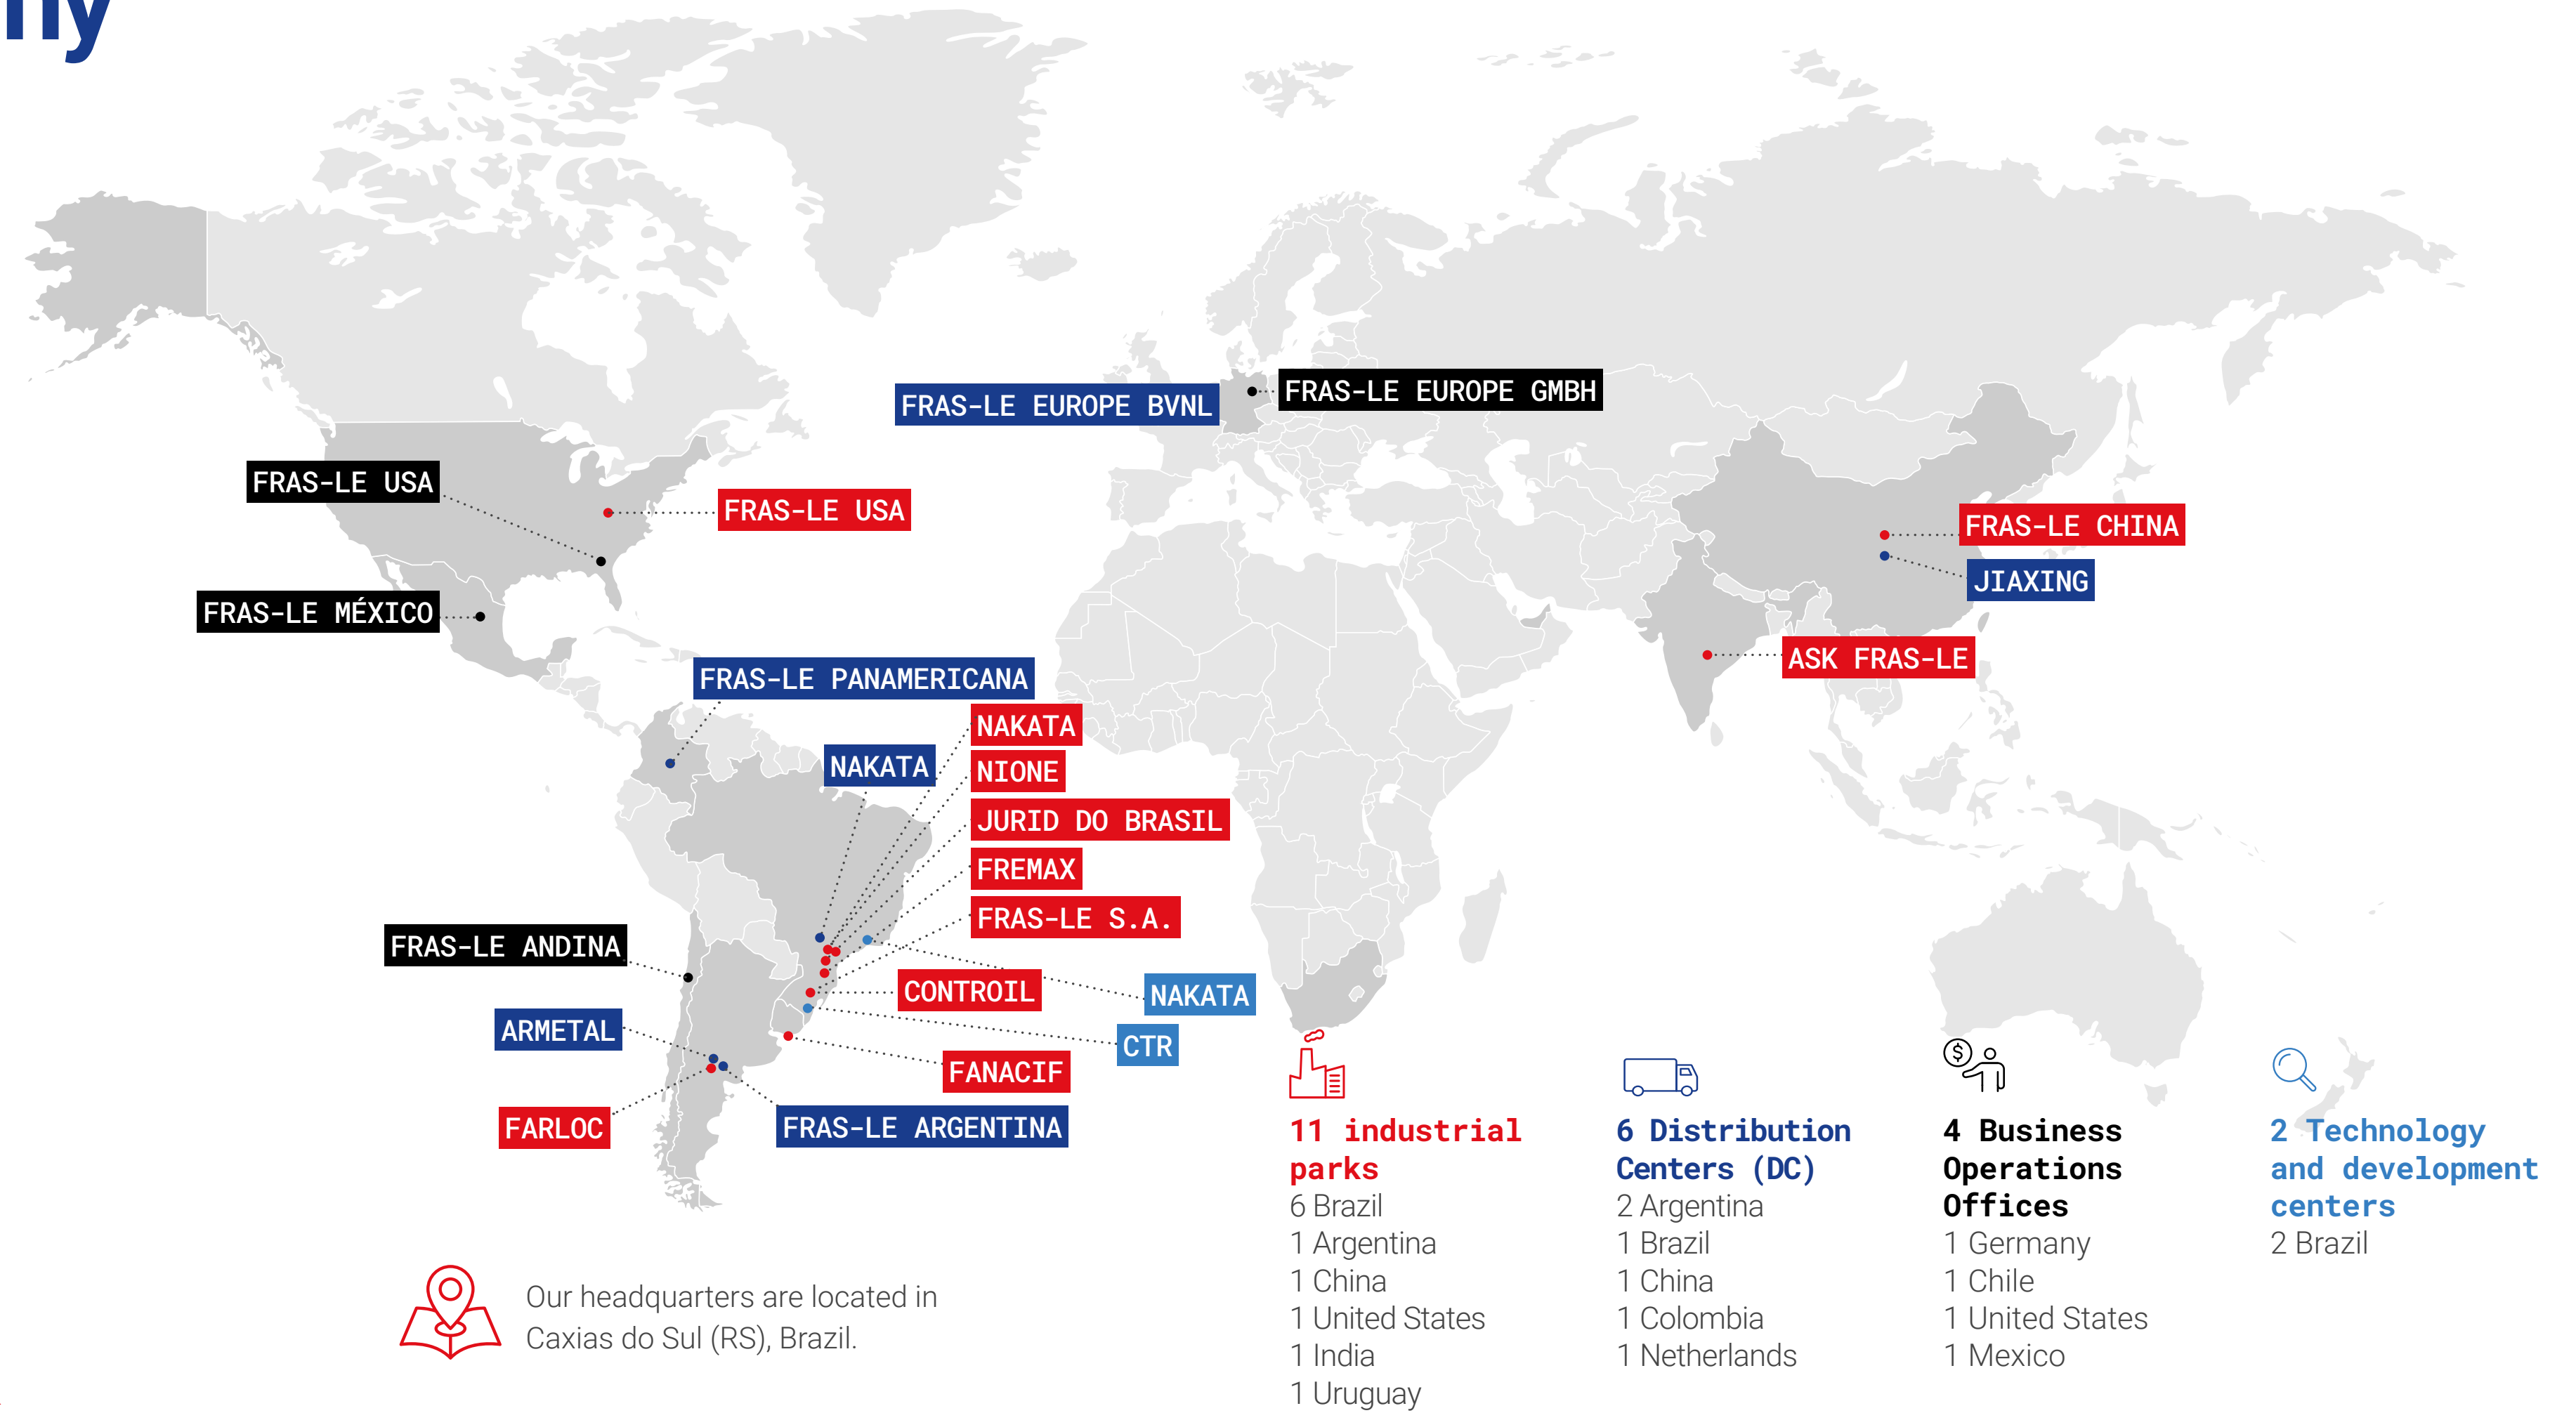 FRAS-LE EUROPE GMBH
FRAS-LE EUROPE BVNL
FRAS-LE USA
FRAS-LE USA
FRAS-LE CHINA
JIAXING
FRAS-LE MÉXICO
ASK FRAS-LE
FRAS-LE PANAMERICANA
NAKATA
NAKATA
NIONE
JURID DO BRASIL
FREMAX
FRAS-LE S.A.
FRAS-LE ANDINA
CONTROIL
NAKATA
ARMETAL
CTR
FANACIF
FARLOC
FRAS-LE ARGENTINA
11 industrial
parks
6 Brazil
1 Argentina
1 China
1 United States
1 India
1 Uruguay
6 Distribution
Centers (DC)
2 Argentina
1 Brazil
1 China
1 Colombia
1 Netherlands
$
4 Business
Operations
Offices
1 Germany
1 Chile
1 United States
1 Mexico
2 Technology
and development
centers
2 Brazil
Our headquarters are located in
Caxias do Sul (RS), Brazil.